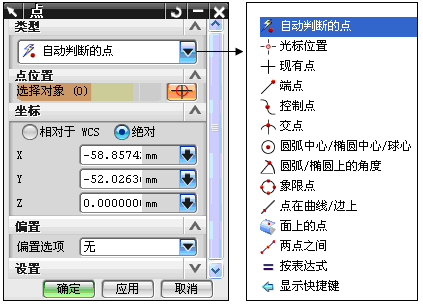 点
类型
自动判断的点
点位置
选择对象 (0)
坐标
相对于 WCS
绝对
X
-58.8574
mm
Y
-52.0263
mm
Z
0.000000
mm
偏置
偏置选项
无
设置
确定
应用
取消
自动判断的点
光标位置
现有点
端点
控制点
交点
圆弧中心/椭圆中心/球心
圆弧/椭圆上的角度
象限点
点在曲线/边上
面上的点
两点之间
按表达式
显示快捷键